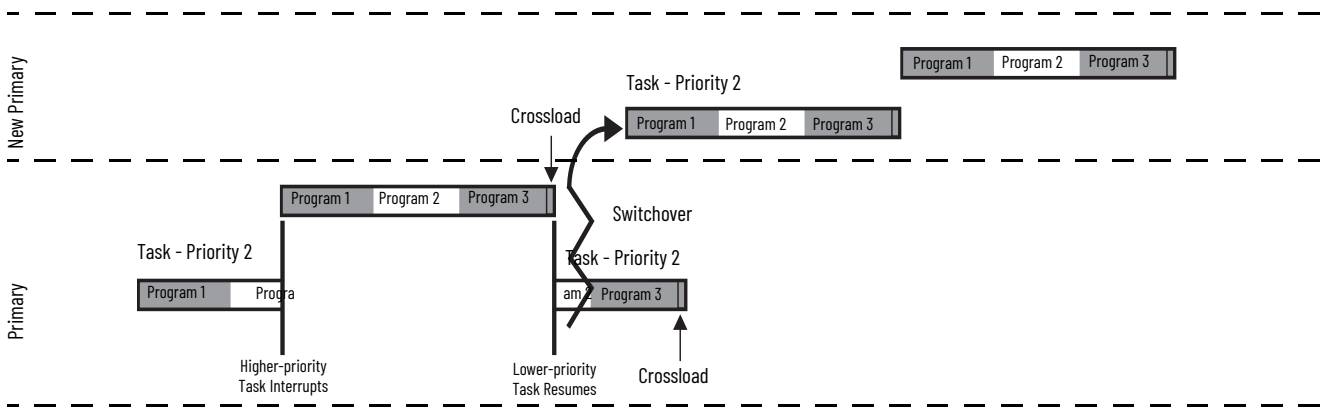 New Primary
Program 1 Program 2 Program 3
Task - Priority 2
Program 1 Program 2 Program 3
Crossload
Primary
Program 1 Program 2 Program 3
Switchover
Task - Priority 2
Program 1 Progra
Task - Priority 2
am 2 Program 3
Higher-priority
Task Interrupts
Lower-priority
Task Resumes
Crossload